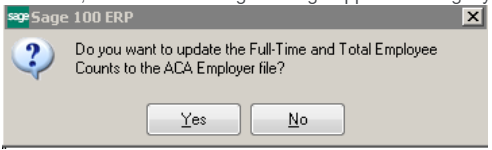 sage Sage 100 ERP
Do you want to update the Full-Time and Total Employee
Counts to the ACA Employer file?
Yes No